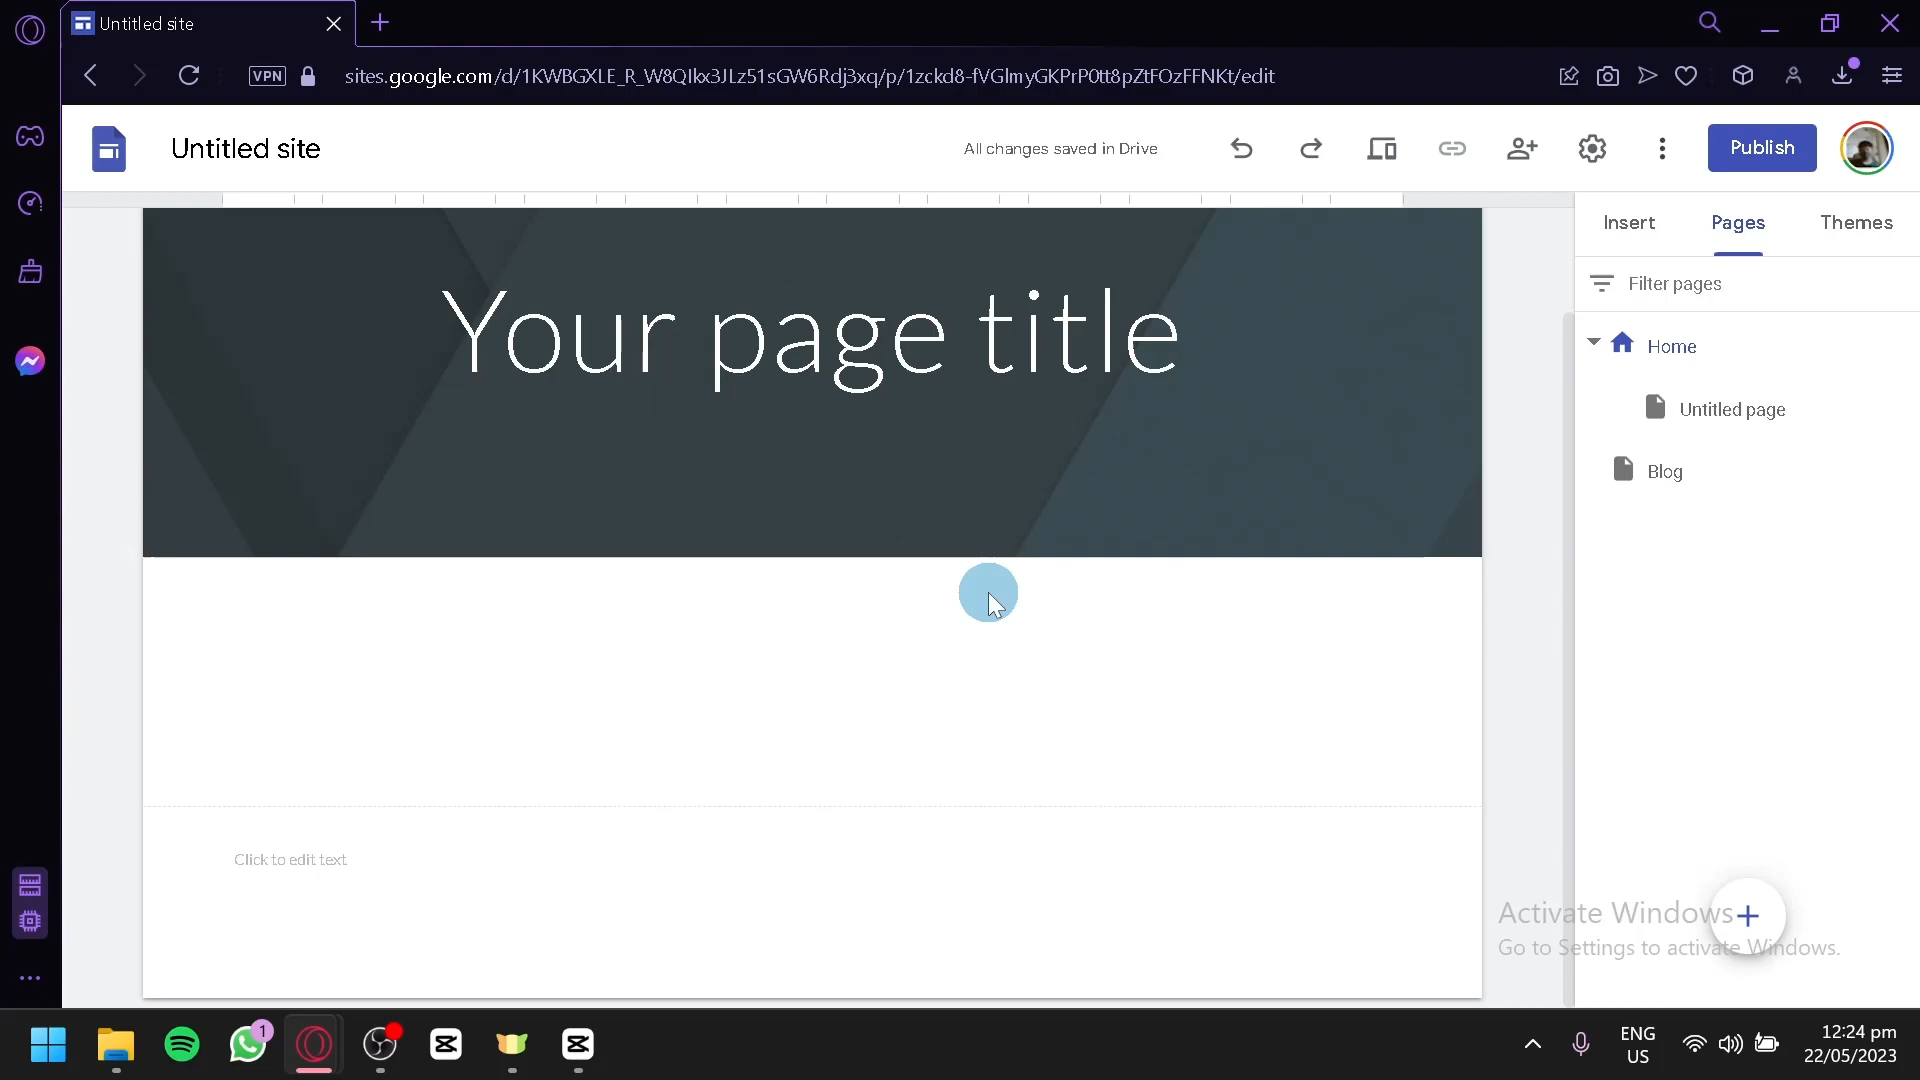 Untitled site
VPN
sites.google.com/d/1KWBGXLE_R_W8QIkx3JLz51sGW6Rdj3xq/p/1zckd8-fVGlmyGKPrP0tt8pZtFOzFFNKt/edit
Untitled site
All changes saved in Drive
Publish
Insert
Pages
Themes
Filter pages
Your page title
Home
Untitled page
Blog
Click to edit text
Activate Windows
Go to Settings to activate Windows.
1
ENG
US
12:24 pm
22/05/2023